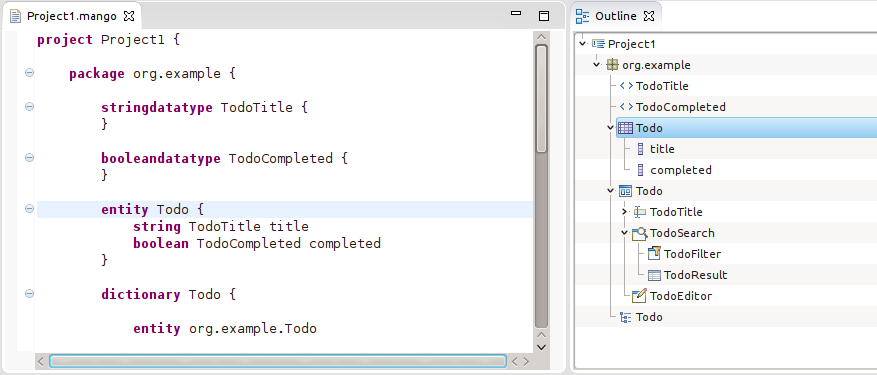 Project1.mango
project Project1 {
package org.example {
stringdatatype TodoTitle {
}
booleandatatype TodoCompleted {
}
entity Todo {
string TodoTitle title
boolean TodoCompleted completed
}
dictionary Todo {
entity org.example.Todo
Outline
Project1
org.example
TodoTitle
TodoCompleted
Todo
title
completed
Todo
TodoTitle
TodoSearch
TodoFilter
TodoResult
TodoEditor
Todo